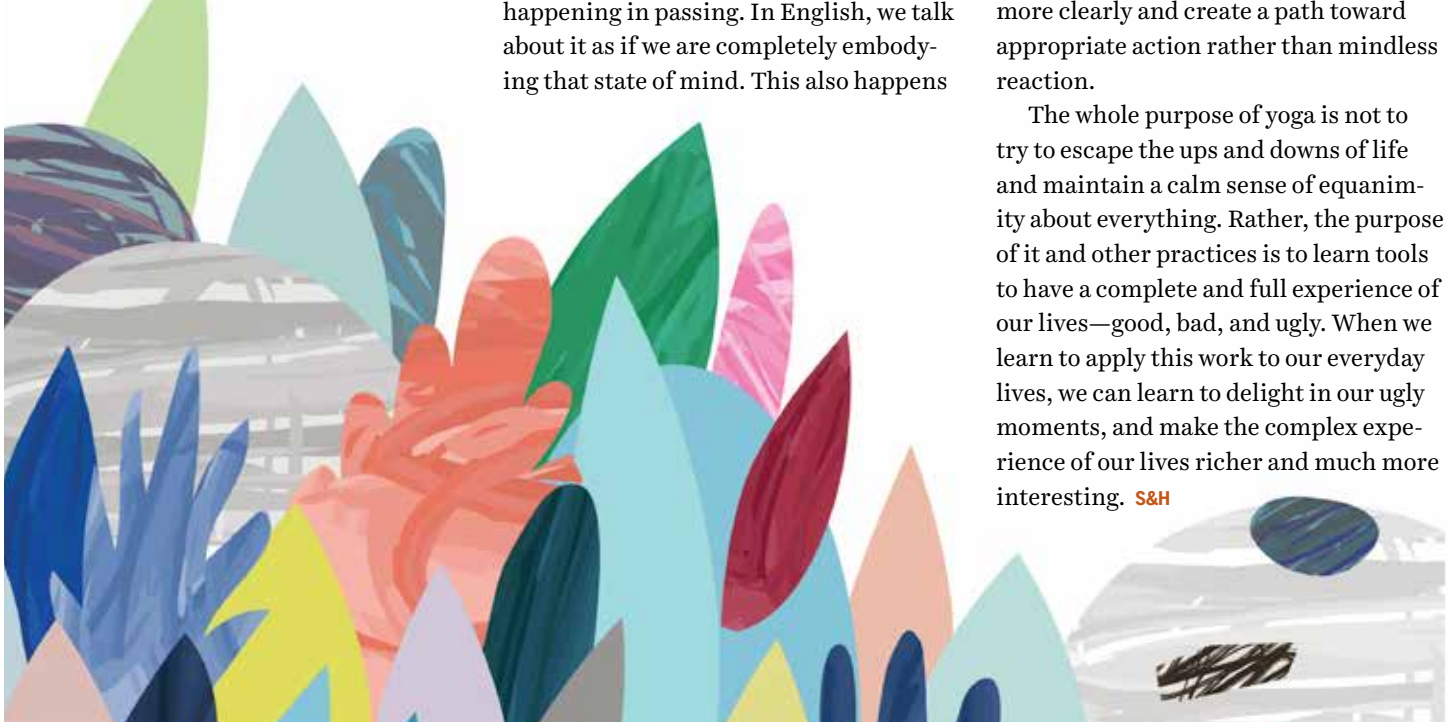 happening in passing. In English, we talk
about it as if we are completely embody-
ing that state of mind. This also happens
more clearly and create a path toward
appropriate action rather than mindless
reaction.
The whole purpose of yoga is not to
try to escape the ups and downs of life
and maintain a calm sense of equanim-
ity about everything. Rather, the purpose
of it and other practices is to learn tools
to have a complete and full experience of
our lives—good, bad, and ugly. When we
learn to apply this work to our everyday
lives, we can learn to delight in our ugly
moments, and make the complex expe-
rience of our lives richer and much more
interesting. S&H